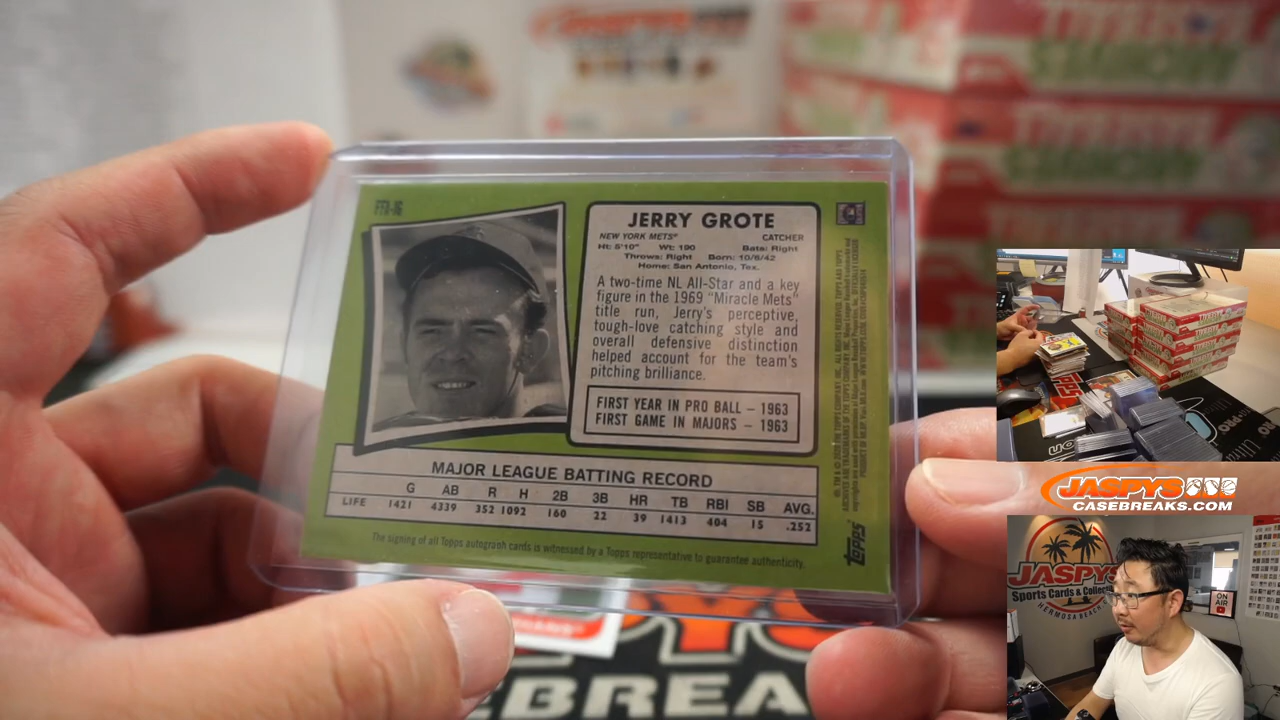 JERRY GROTE
NEW YORK METS® CATCHER
Ht: 5'10" Wt: 190 Bats: Right
Throws: Right Born: 10/6/42
Home: San Antonio, Tex.
A two-time NL All-Star and a key
figure in the 1969 "Miracle Mets"
title run, Jerry's perceptive,
tough-love catching style and
overall defensive distinction
helped account for the team's
pitching brilliance.
FIRST YEAR IN PRO BALL – 1963
FIRST GAME IN MAJORS – 1963
MAJOR LEAGUE BATTING RECORD
G AB R H 2B 3B HR TB RBI SB AVG.
LIFE 1421 4339 352 1092 160 22 39 1413 404 15 .252
The signing of all Topps autograph cards is witnessed by a Topps representative to guarantee authenticity.
topps
JASPYS
CASEBREAKS.COM
JASPYS
Sports Cards & Collect
HERMOSA BEACH
ON
AIR
EBREA